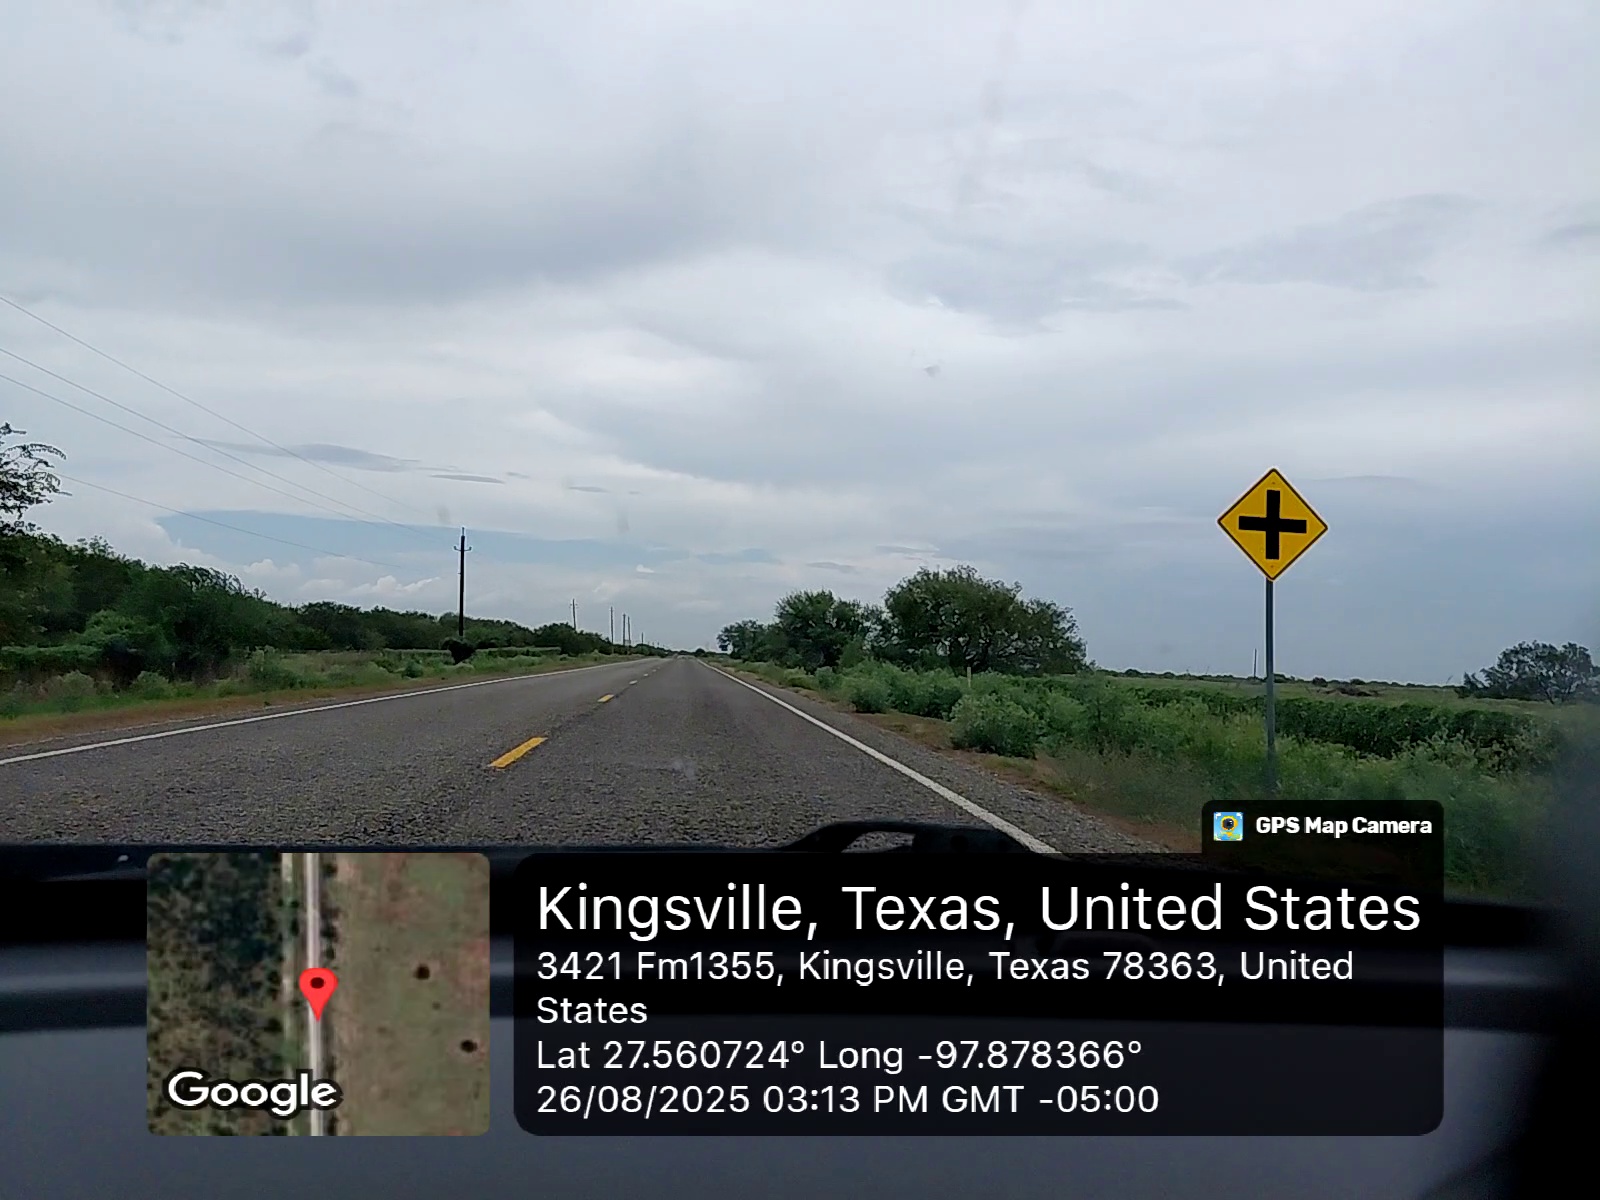 GPS Map Camera
Kingsville, Texas, United States
3421 Fm1355, Kingsville, Texas 78363, United
States
Lat 27.560724° Long -97.878366°
26/08/2025 03:13 PM GMT -05:00
Google